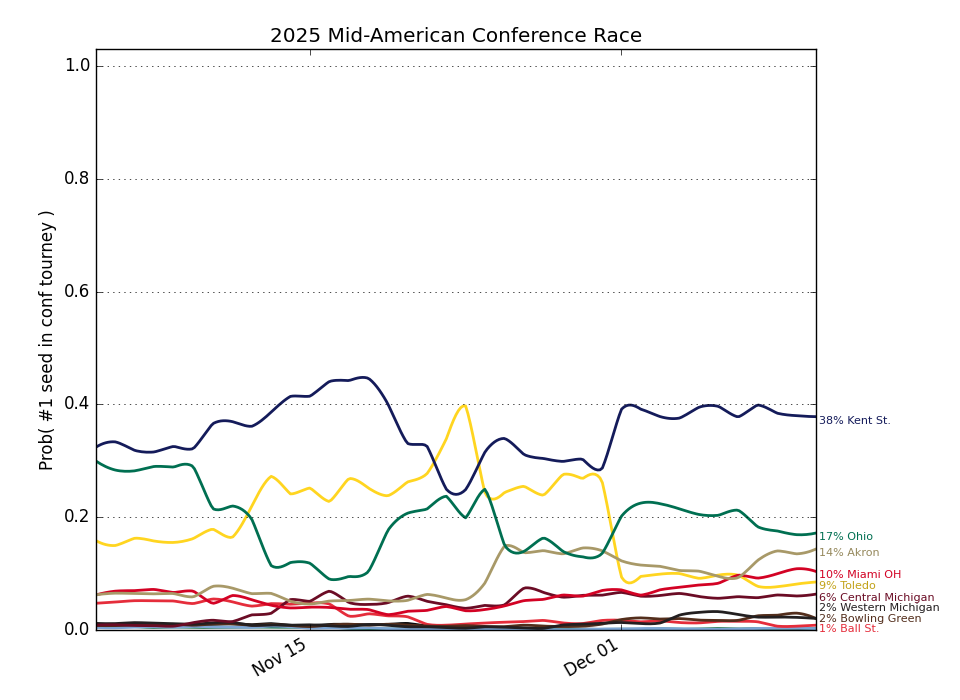 2025 Mid-American Conference Race
Prob( #1 seed in conf tourney )
1.0
0.8
0.6
0.4
0.2
0.0
Nov 15
Dec 01
38% Kent St.
17% Ohio
14% Akron
10% Miami OH
9% Toledo
6% Central Michigan
2% Western Michigan
2% Bowling Green
1% Ball St.